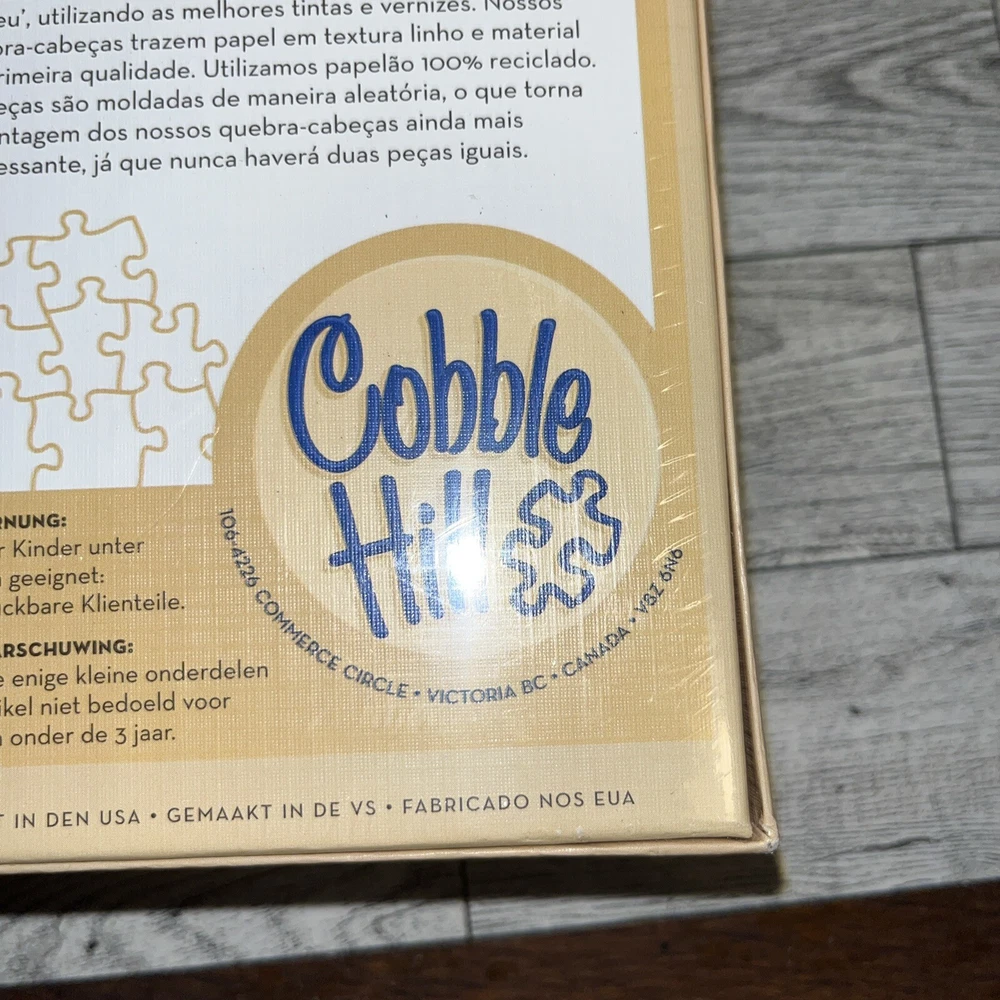 eu', utilizando as melhores tintas e vernizes. Nossos
bra-cabeças trazem papel em textura linho e material
rimeira qualidade. Utilizamos papelão 100% reciclado.
eças são moldadas de maneira aleatória, o que torna
ntagem dos nossos quebra-cabeças ainda mais
essante, já que nunca haverá duas peças iguais.
Cobble
Hill
106-4226 COMMERCE CIRCLE • VICTORIA BC • CANADA • V8Z 6N6
RNUNG:
r Kinder unter
geeignet:
uckbare Klienteile.
ARSCHUWING:
e enige kleine onderdelen
ikel niet bedoeld voor
onder de 3 jaar.
T IN DEN USA • GEMAAKT IN DE VS • FABRICADO NOS EUA